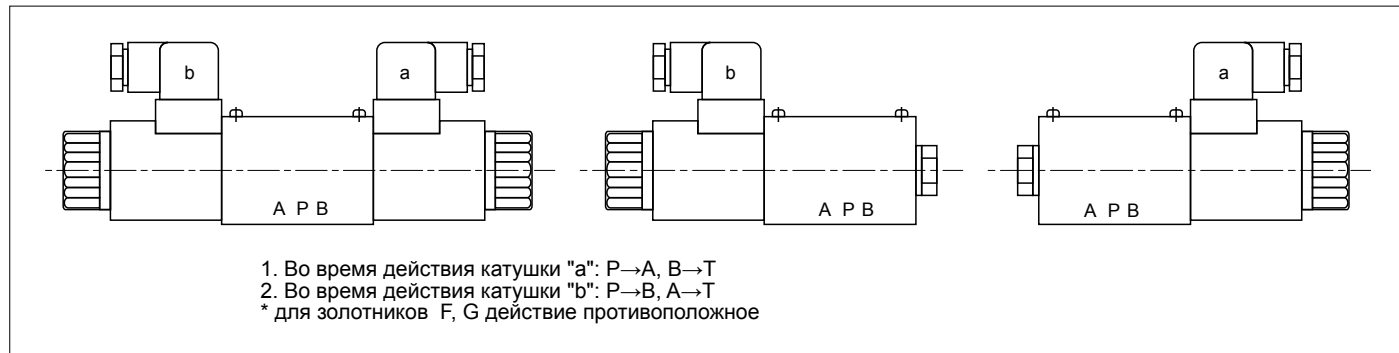 b a b a
A P B A P B A P B
1. Во время действия катушки "a": P→A, B→T
2. Во время действия катушки "b": P→B, A→T
* для золотников F, G действие противоположное